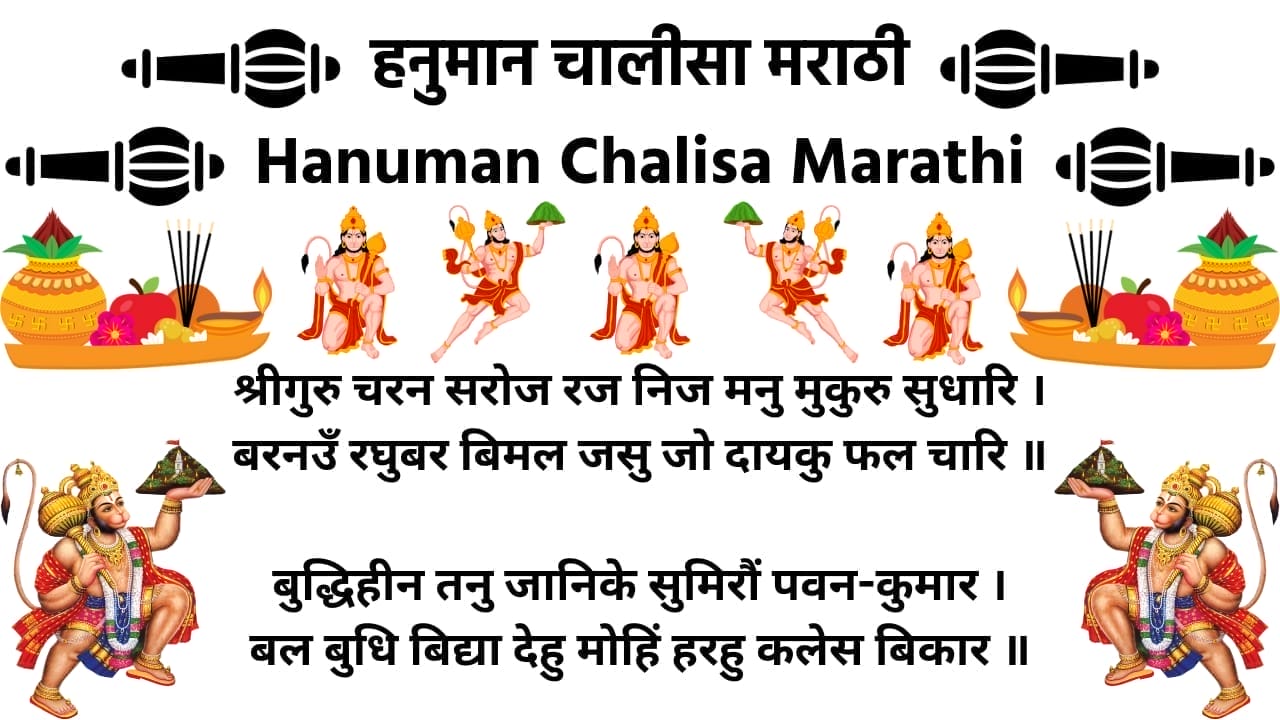 हनुमान चालीसा मराठी
Hanuman Chalisa Marathi
श्रीगुरु चरन सरोज रज निज मनु मुकुरु सुधारि ।
बरनउँ रघुबर बिमल जसु जो दायकु फल चारि ॥
बुद्धिहीन तनु जानिके सुमिरौं पवन-कुमार ।
बल बुधि बिद्या देहु मोहिं हरहु कलेस बिकार ॥